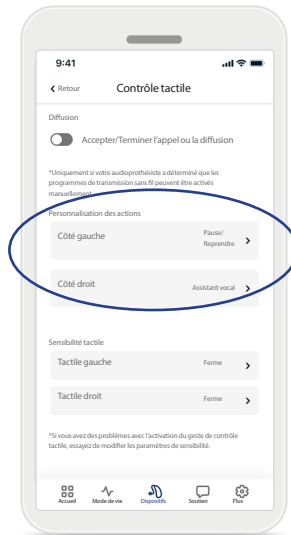 9:41
Retour
Contrôle tactile
Diffusion
Accepter/Terminer l'appel ou la diffusion
*Uniquement si votre audioprothésiste a déterminé que les
programmes de transmission sans fil peuvent être activés
manuellement
Personnalisation des actions
Côté gauche
Pause/
Reprendre
Côté droit
Assistant vocal
Sensibilité tactile
Tactile gauche
Ferme
Tactile droit
Ferme
*Si vous avez des problèmes avec l'activation du geste de contrôle
tactile, essayez de modifier les paramètres de sensibilité.
Accueil Mode de vie Dispositifs Soutien Plus